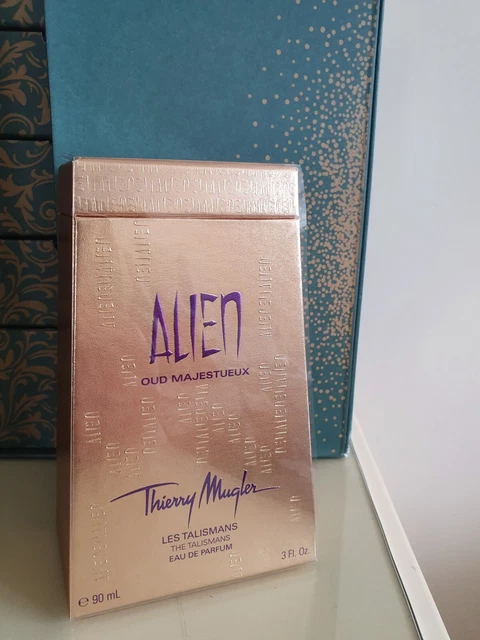 ALIEN
OUD MAJESTUEUX
Thierry Mugler
LES TALISMANS
THE TALISMANS
EAU DE PARFUM
3 Fl. Oz.
℮ 90 mL